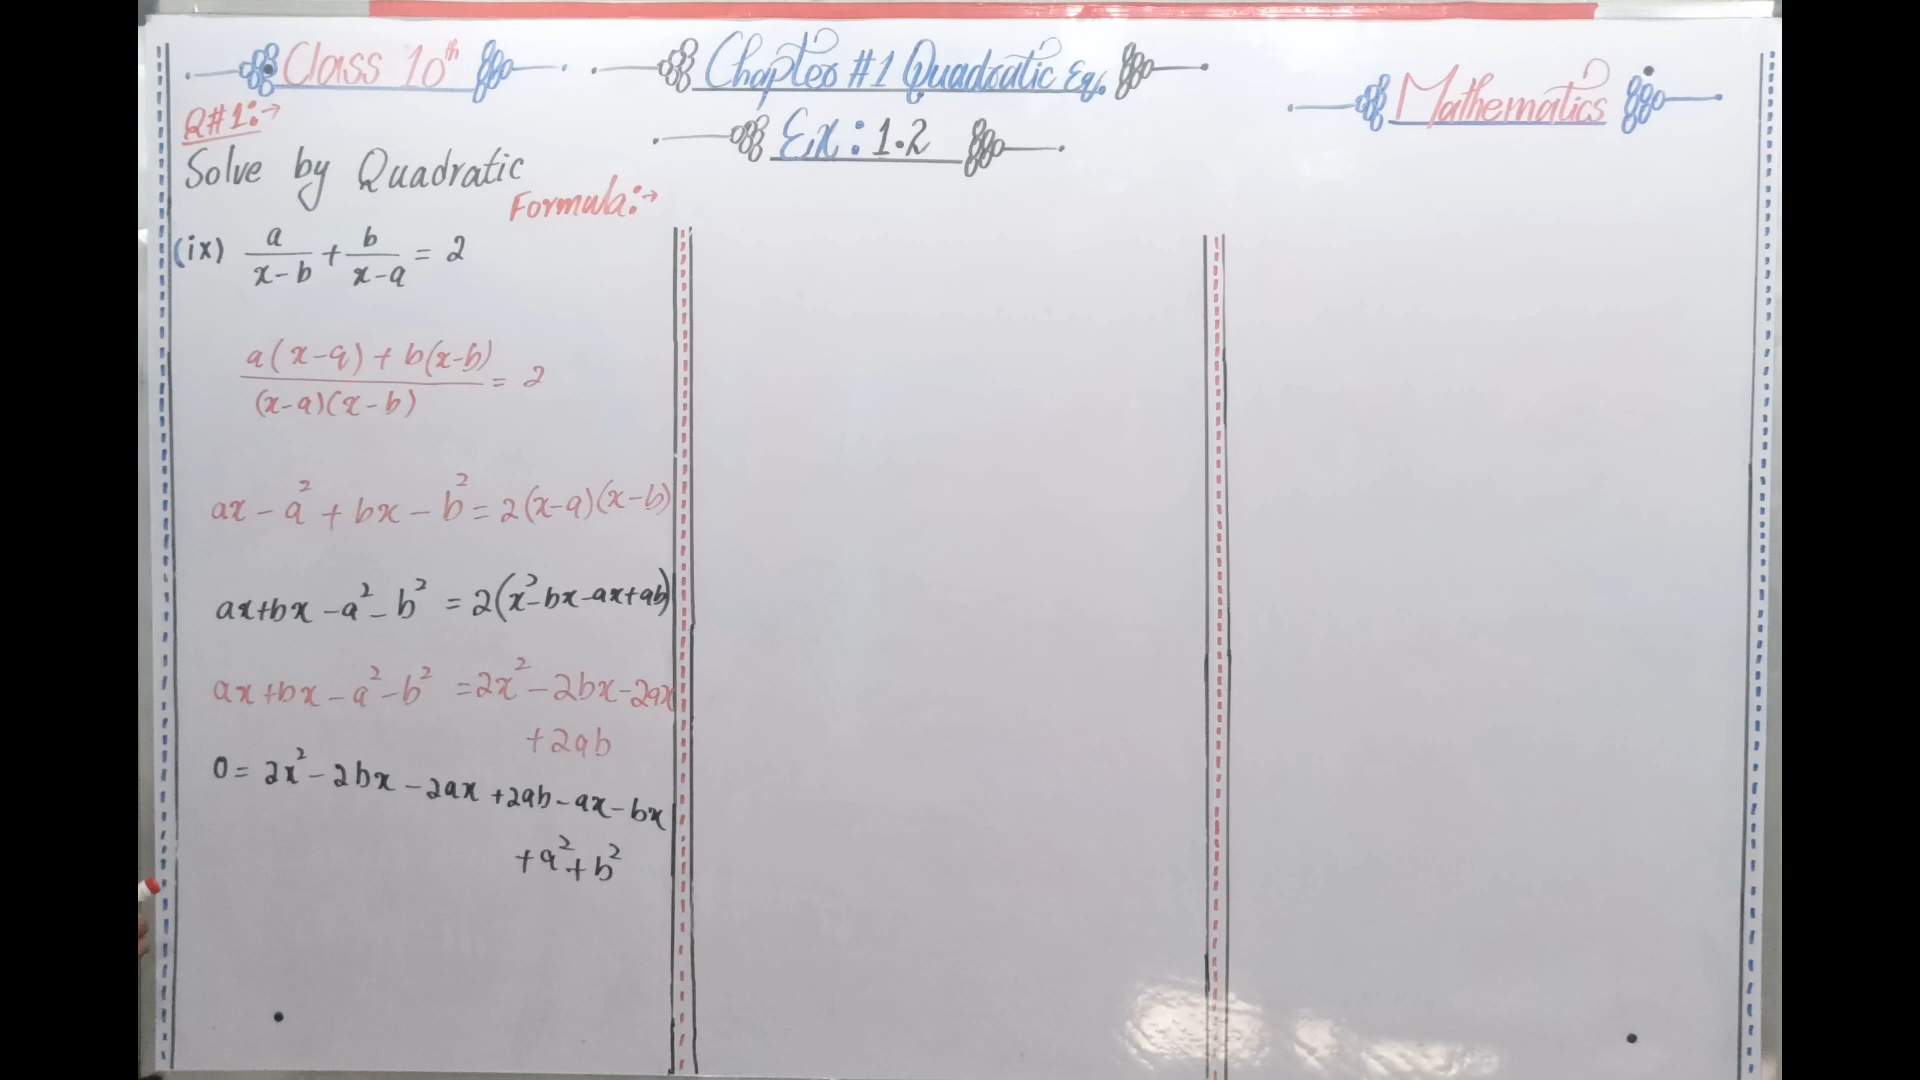 Class 10th
Chapter #1 Quadratic Eq.
Mathematics
Ex: 1.2
Q#1:→
Solve by Quadratic
Formula:→
(ix) a/(x-b) + b/(x-a) = 2
(a(x-a) + b(x-b))/((x-a)(x-b)) = 2
ax - a² + bx - b² = 2(x-a)(x-b)
ax+bx - a² - b² = 2(x²-bx-ax+ab)
ax+bx - a² - b² = 2x² - 2bx - 2ax
+2ab
0 = 2x² - 2bx - 2ax +2ab - ax - bx
+a²+b²